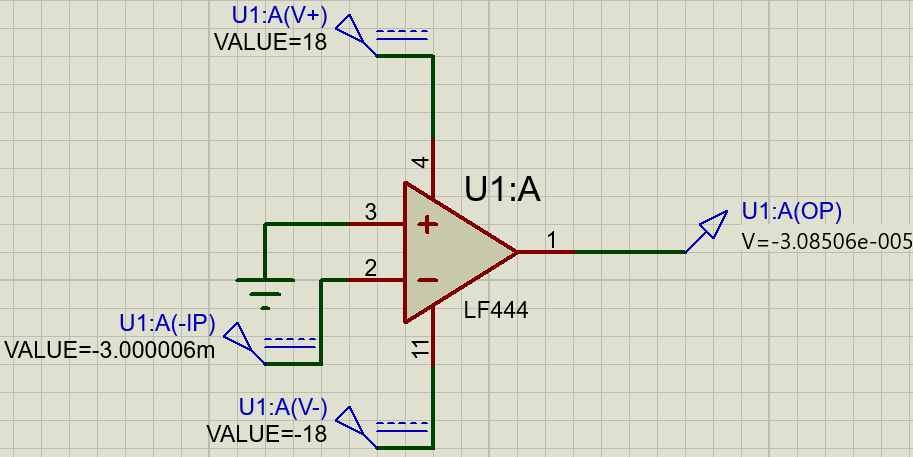 U1:A(V+)
VALUE=18
4
U1:A
3
+
1
U1:A(OP)
V=-3.08506e-005
2
−
LF444
U1:A(-IP)
VALUE=-3.000006m
11
U1:A(V-)
VALUE=-18